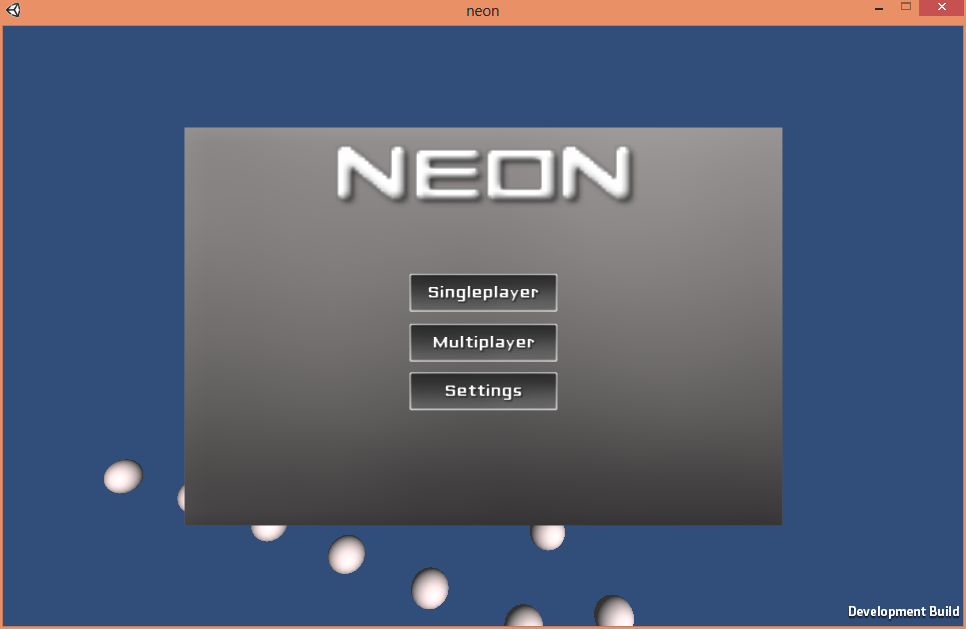 neon
NEON
Singleplayer
Multiplayer
Settings
Development Build